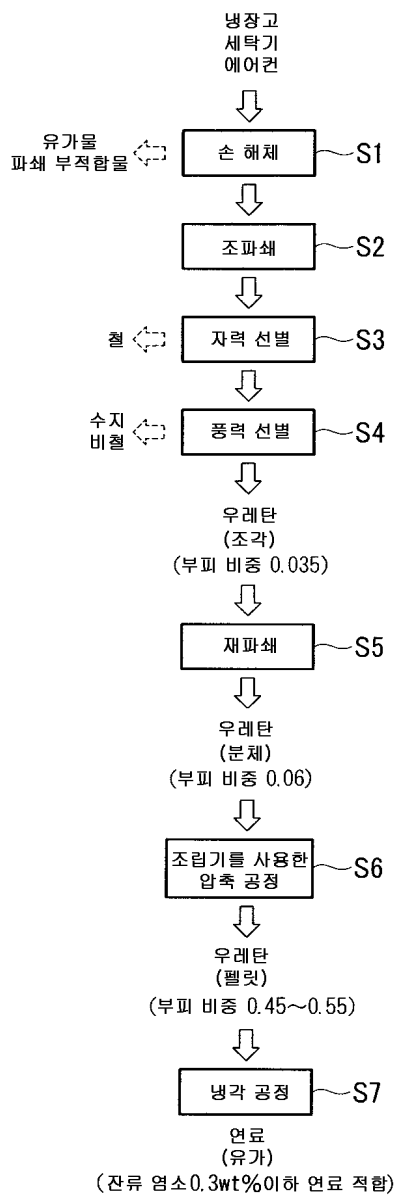 냉장고
세탁기
에어컨
유가물
파쇄 부적합물
손 해체
S1
조파쇄
S2
철
자력 선별
S3
수지
비철
풍력 선별
S4
우레탄
(조각)
(부피 비중 0.035)
재파쇄
S5
우레탄
(분체)
(부피 비중 0.06)
조립기를 사용한
압축 공정
S6
우레탄
(펠릿)
(부피 비중 0.45~0.55)
냉각 공정
S7
연료
(유가)
(잔류 염소0.3wt%이하 연료 적합)